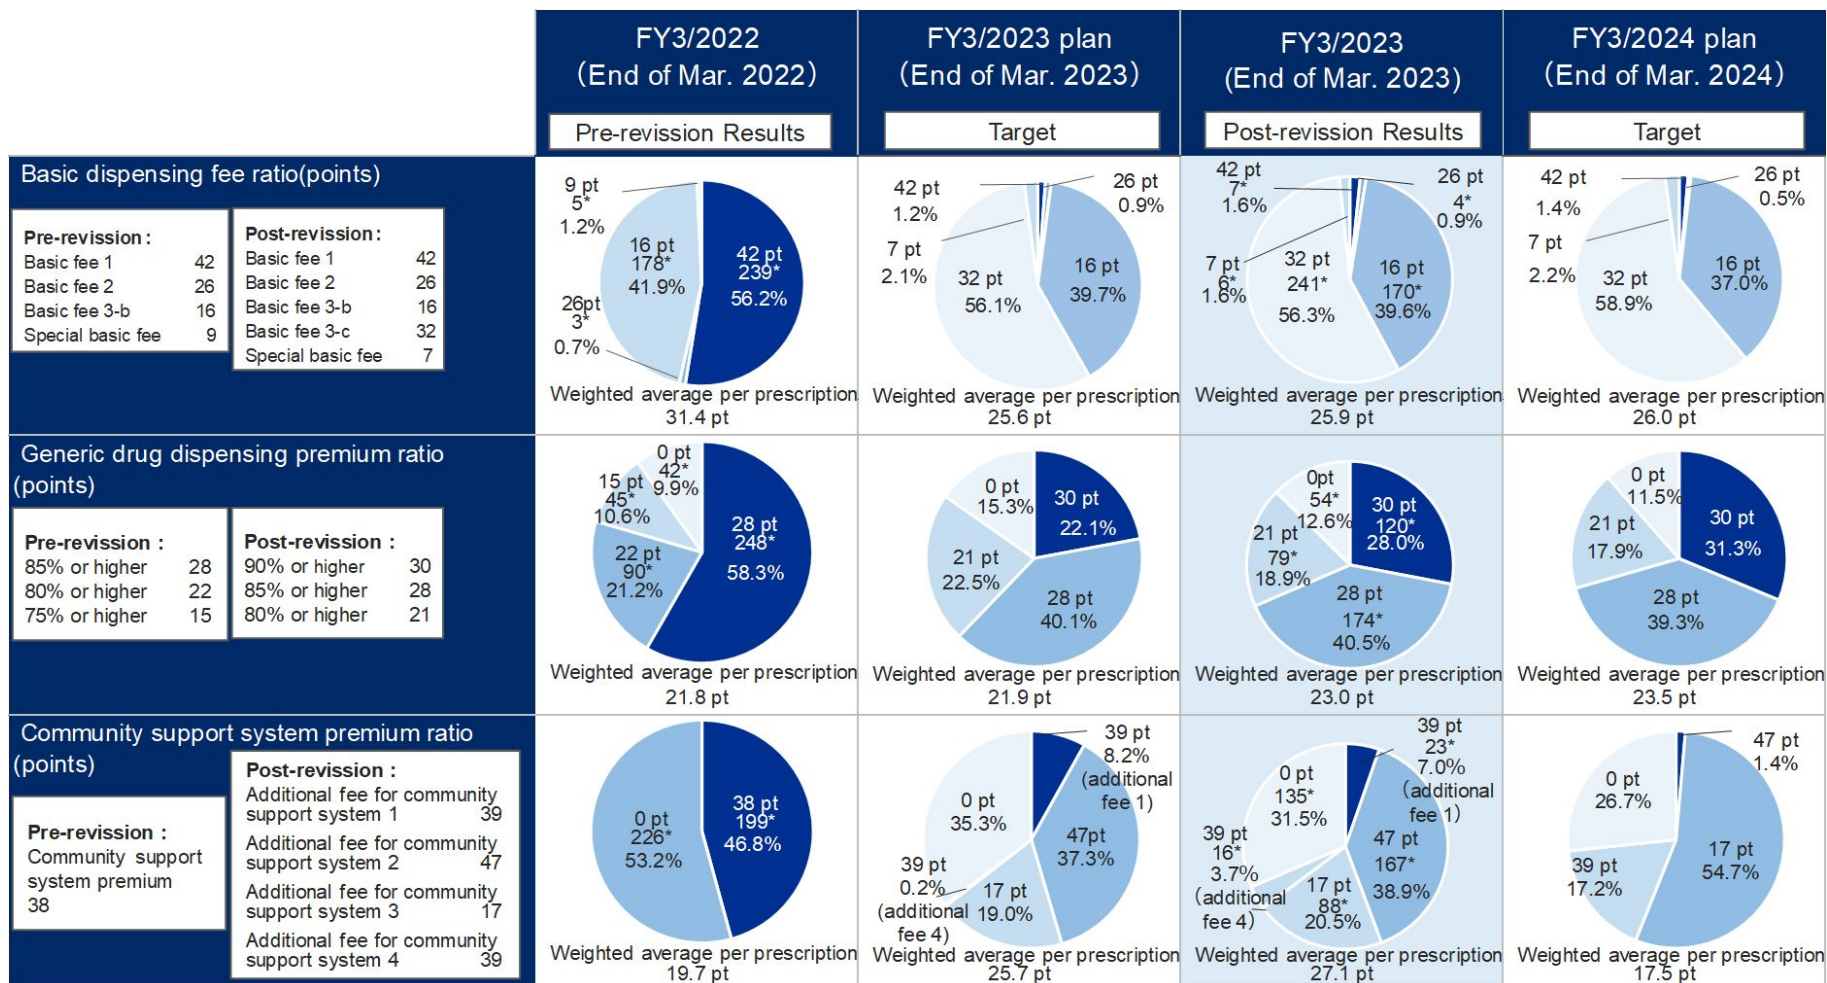 FY3/2022
（End of Mar. 2022）
Pre-revission Results
FY3/2023 plan
（End of Mar. 2023）
Target
FY3/2023
(End of Mar. 2023）
Post-revission Results
FY3/2024 plan
（End of Mar. 2024）
Target
Basic dispensing fee ratio(points)
Pre-revission :
Basic fee 1 42
Basic fee 2 26
Basic fee 3-b 16
Special basic fee 9
Post-revission :
Basic fee 1 42
Basic fee 2 26
Basic fee 3-b 16
Basic fee 3-c 32
Special basic fee 7
9 pt
5*
1.2%
16 pt
178*
41.9%
42 pt
239*
56.2%
26pt
3*
0.7%
Weighted average per prescription
31.4 pt
42 pt
1.2%
26 pt
0.9%
7 pt
2.1%
32 pt
56.1%
16 pt
39.7%
Weighted average per prescription
25.6 pt
42 pt
7*
1.6%
26 pt
4*
0.9%
7 pt
6*
1.6%
32 pt
241*
56.3%
16 pt
170*
39.6%
Weighted average per prescription
25.9 pt
42 pt
1.4%
26 pt
0.5%
7 pt
2.2%
32 pt
58.9%
16 pt
37.0%
Weighted average per prescription
26.0 pt
Generic drug dispensing premium ratio
(points)
Pre-revission :
85% or higher 28
80% or higher 22
75% or higher 15
Post-revission :
90% or higher 30
85% or higher 28
80% or higher 21
0 pt
42*
9.9%
15 pt
45*
10.6%
28 pt
248*
58.3%
22 pt
90*
21.2%
Weighted average per prescription
21.8 pt
0 pt
15.3%
30 pt
22.1%
21 pt
22.5%
28 pt
40.1%
Weighted average per prescription
21.9 pt
0pt
54*
12.6%
30 pt
120*
28.0%
21 pt
79*
18.9%
28 pt
174*
40.5%
Weighted average per prescription
23.0 pt
0 pt
11.5%
30 pt
31.3%
21 pt
17.9%
28 pt
39.3%
Weighted average per prescription
23.5 pt
Community support system premium ratio
(points)
Pre-revission :
Community support
system premium
38
Post-revission :
Additional fee for community
support system 1 39
Additional fee for community
support system 2 47
Additional fee for community
support system 3 17
Additional fee for community
support system 4 39
0 pt
226*
53.2%
38 pt
199*
46.8%
Weighted average per prescription
19.7 pt
39 pt
8.2%
(additional
fee 1)
0 pt
35.3%
47pt
37.3%
39 pt
0.2%
(additional
fee 4)
17 pt
19.0%
Weighted average per prescription
25.7 pt
39 pt
23*
7.0%
（additional
fee 1）
0 pt
135*
31.5%
47 pt
167*
38.9%
39 pt
16*
3.7%
（additional
fee 4）
17 pt
88*
20.5%
Weighted average per prescription
27.1 pt
47 pt
1.4%
0 pt
26.7%
39 pt
17.2%
17 pt
54.7%
Weighted average per prescription
17.5 pt